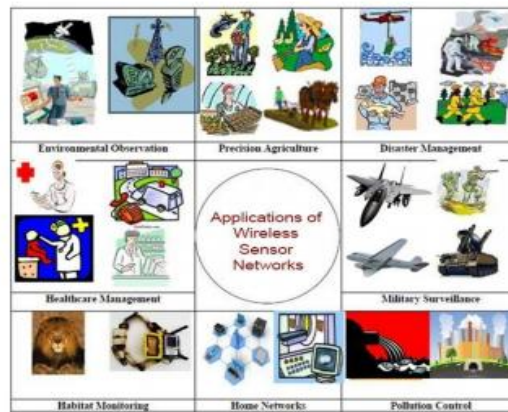 Environmental Observation
Precision Agriculture
Disaster Management
Applications of
Wireless
Sensor
Networks
Healthcare Management
Military Surveillance
Habitat Monitoring
Home Networks
Pollution Control